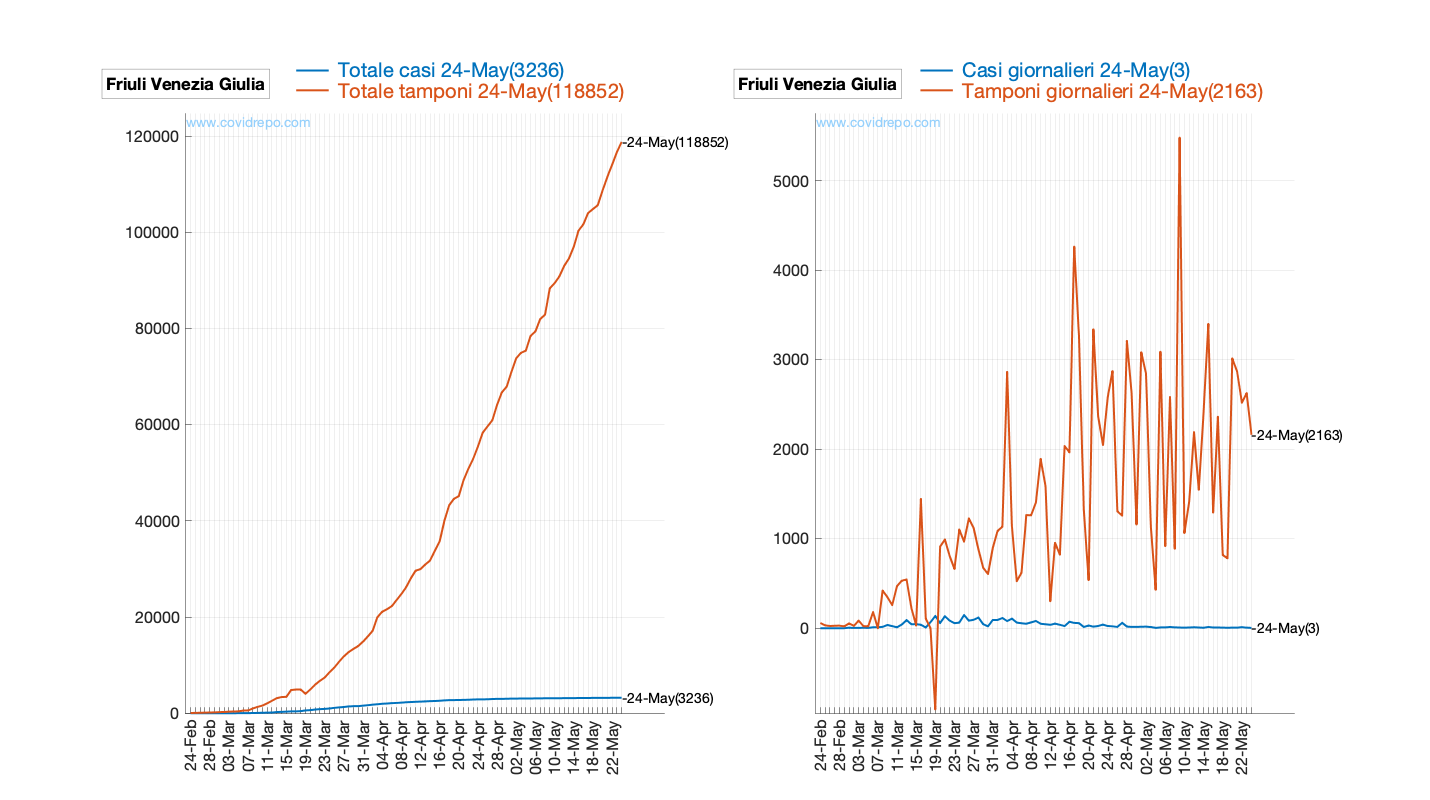 Friuli Venezia Giulia
Totale casi 24-May(3236)
Totale tamponi 24-May(118852)
www.covidrepo.com
120000
100000
80000
60000
40000
20000
0
24-May(118852)
24-May(3236)
24-Feb
28-Feb
03-Mar
07-Mar
11-Mar
15-Mar
19-Mar
23-Mar
27-Mar
31-Mar
04-Apr
08-Apr
12-Apr
16-Apr
20-Apr
24-Apr
28-Apr
02-May
06-May
10-May
14-May
18-May
22-May
Friuli Venezia Giulia
Casi giornalieri 24-May(3)
Tamponi giornalieri 24-May(2163)
www.covidrepo.com
5000
4000
3000
2000
1000
0
24-May(2163)
24-May(3)
24-Feb
28-Feb
03-Mar
07-Mar
11-Mar
15-Mar
19-Mar
23-Mar
27-Mar
31-Mar
04-Apr
08-Apr
12-Apr
16-Apr
20-Apr
24-Apr
28-Apr
02-May
06-May
10-May
14-May
18-May
22-May